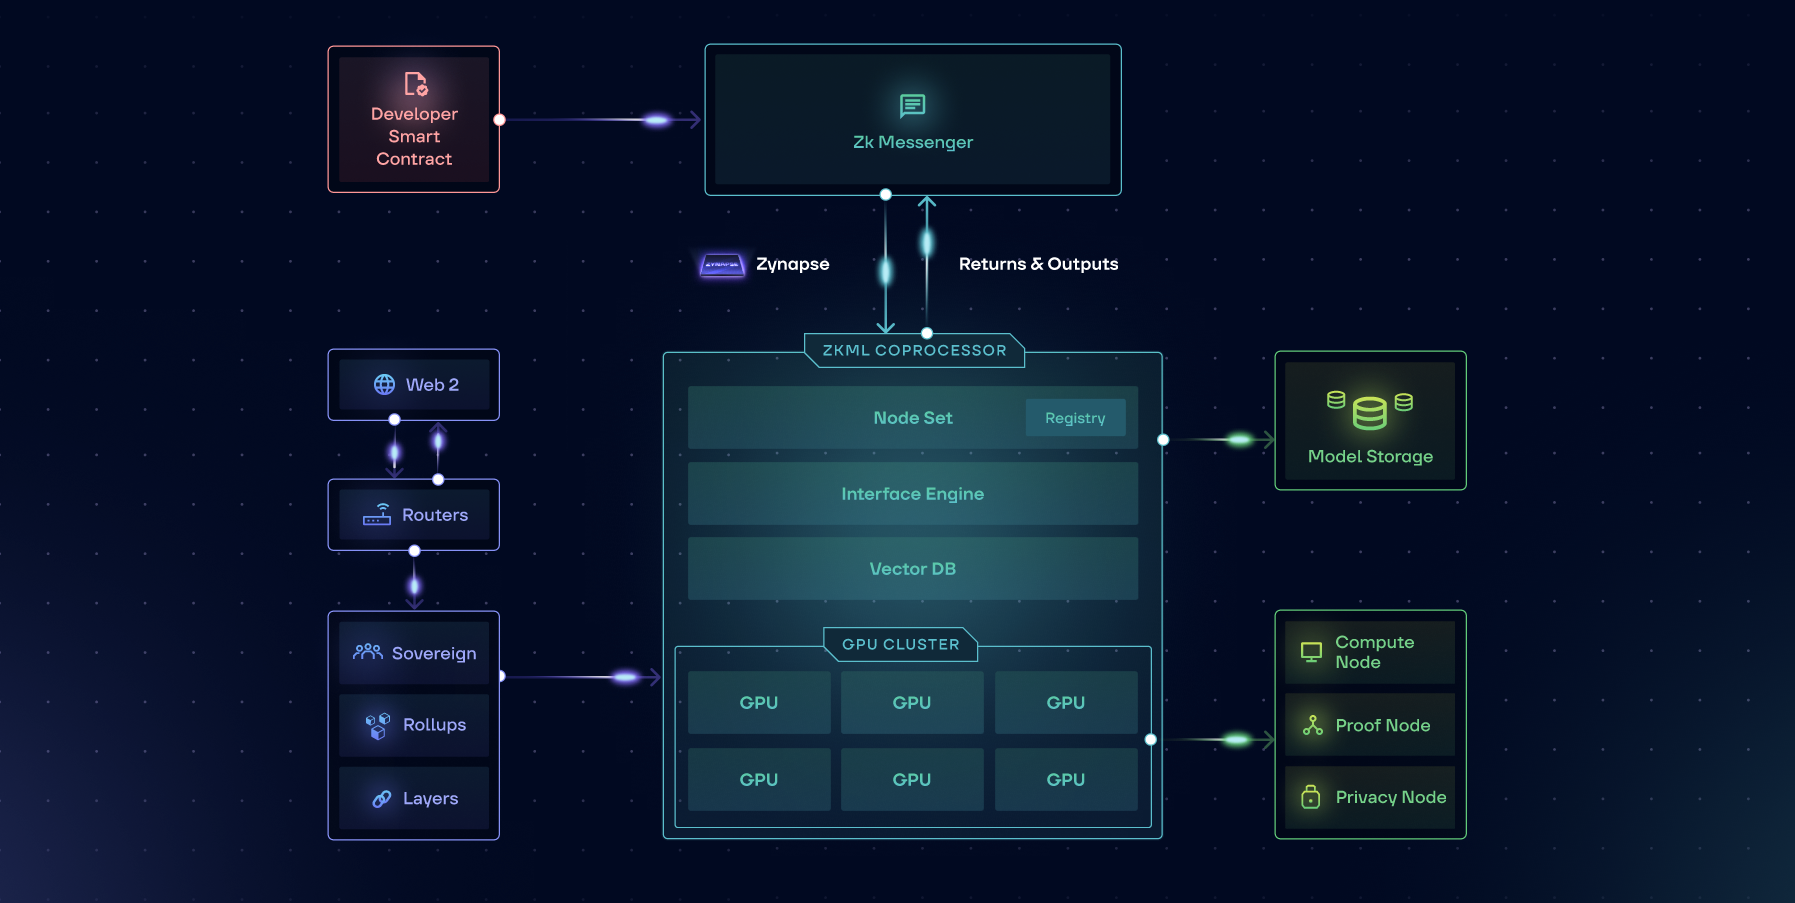 Developer
Smart
Contract
Zk Messenger
ZYNAPSE
Zynapse
Returns & Outputs
Web 2
Routers
Sovereign
Rollups
Layers
ZKML COPROCESSOR
Node Set
Registry
Interface Engine
Vector DB
GPU CLUSTER
GPU
GPU
GPU
GPU
GPU
GPU
Model Storage
Compute
Node
Proof Node
Privacy Node